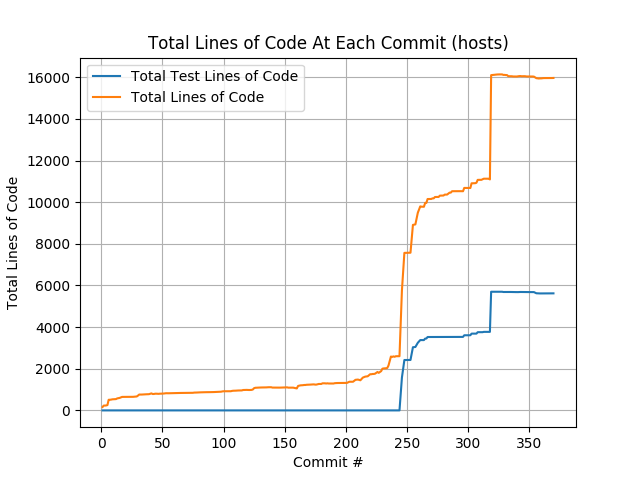 Total Lines of Code At Each Commit (hosts)
Total Test Lines of Code
Total Lines of Code
Total Lines of Code
16000
14000
12000
10000
8000
6000
4000
2000
0
0 50 100 150 200 250 300 350
Commit #